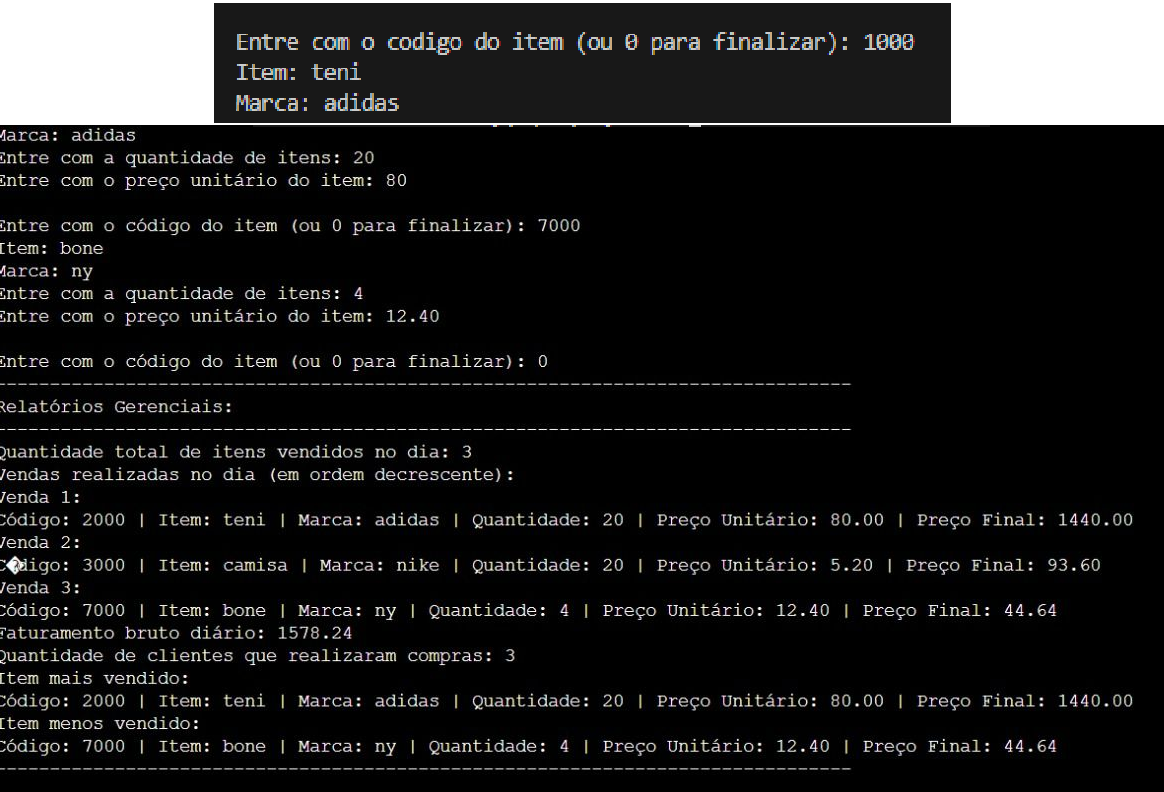 Entre com o codigo do item (ou 0 para finalizar): 1000
Item: teni
Marca: adidas
Marca: adidas
Entre com a quantidade de itens: 20
Entre com o preço unitário do item: 80
Entre com o código do item (ou 0 para finalizar): 7000
Item: bone
Marca: ny
Entre com a quantidade de itens: 4
Entre com o preço unitário do item: 12.40
Entre com o código do item (ou 0 para finalizar): 0
--------------------------------------------------------------------------------
Relatórios Gerenciais:
--------------------------------------------------------------------------------
Quantidade total de itens vendidos no dia: 3
Vendas realizadas no dia (em ordem decrescente):
Venda 1:
Código: 2000 | Item: teni | Marca: adidas | Quantidade: 20 | Preço Unitário: 80.00 | Preço Final: 1440.00
Venda 2:
C�digo: 3000 | Item: camisa | Marca: nike | Quantidade: 20 | Preço Unitário: 5.20 | Preço Final: 93.60
Venda 3:
Código: 7000 | Item: bone | Marca: ny | Quantidade: 4 | Preço Unitário: 12.40 | Preço Final: 44.64
Faturamento bruto diário: 1578.24
Quantidade de clientes que realizaram compras: 3
Item mais vendido:
Código: 2000 | Item: teni | Marca: adidas | Quantidade: 20 | Preço Unitário: 80.00 | Preço Final: 1440.00
Item menos vendido:
Código: 7000 | Item: bone | Marca: ny | Quantidade: 4 | Preço Unitário: 12.40 | Preço Final: 44.64
--------------------------------------------------------------------------------